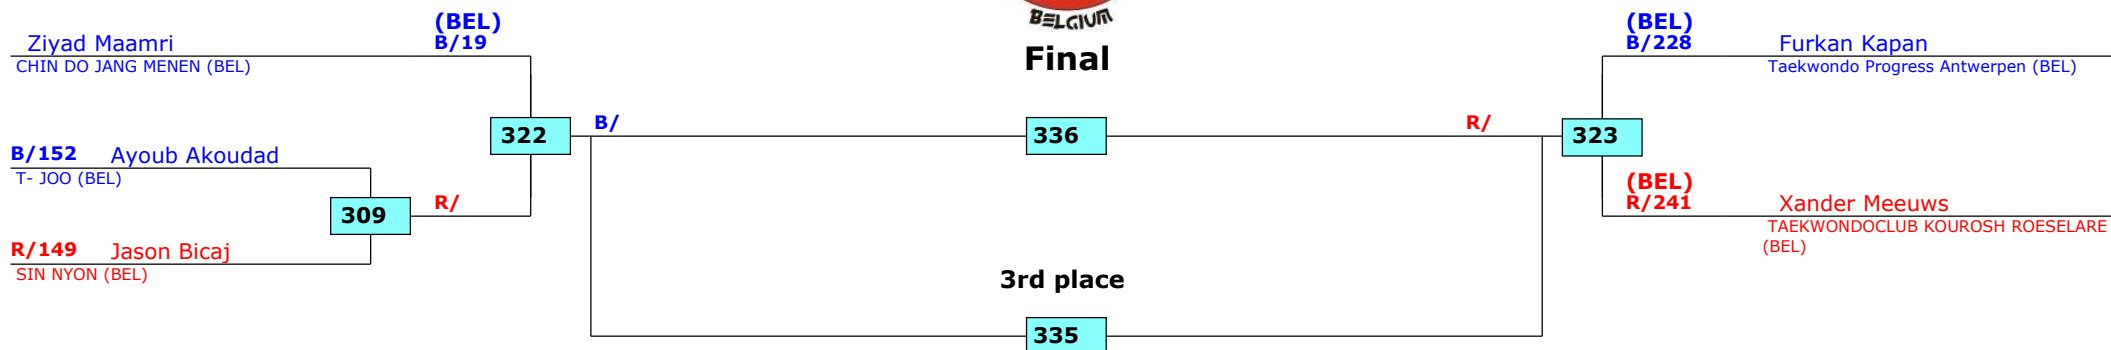 BELGIUM
Final
(BEL)
B/19
Ziyad Maamri
CHIN DO JANG MENEN (BEL)
B/152 Ayoub Akoudad
T- JOO (BEL)
R/149 Jason Bicaj
SIN NYON (BEL)
309
R/
322
B/
336
R/
323
(BEL)
B/228 Furkan Kapan
Taekwondo Progress Antwerpen (BEL)
(BEL)
R/241 Xander Meeuws
TAEKWONDOCLUB KOUROSH ROESELARE
(BEL)
3rd place
335